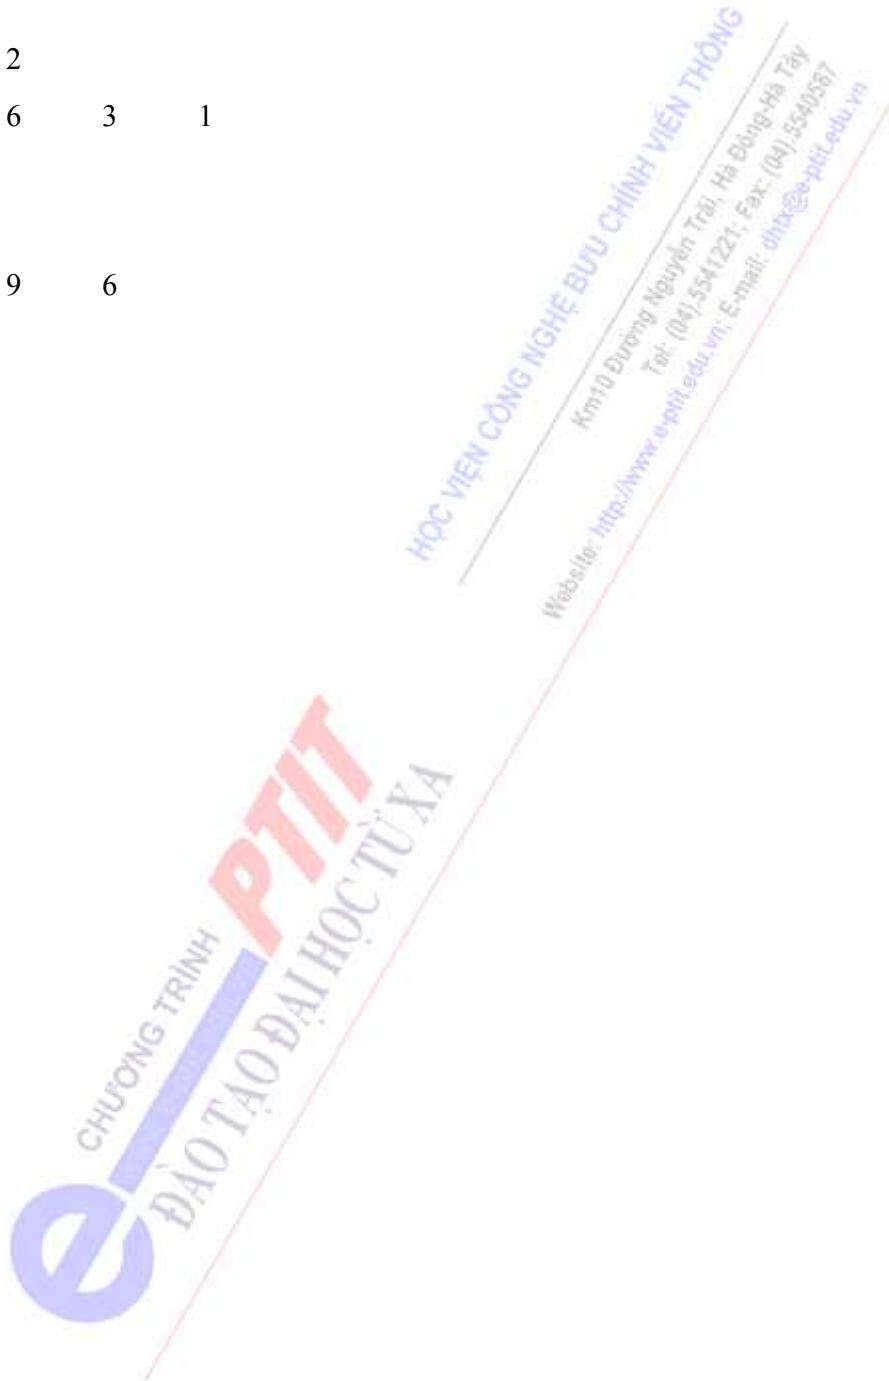 2
6 3 1
9 6
HỌC VIỆN CÔNG NGHỆ BƯU CHÍNH VIỄN THÔNG
Km10 Đường Nguyễn Trãi, Hà Đông-Hà Tây
Tel: (04).5541221; Fax: (04).5540587
Website: http://www.e-ptit.edu.vn; E-mail: dhtx@e-ptit.edu.vn
CHƯƠNG TRÌNH
PTIT
e
ĐÀO TẠO ĐẠI HỌC TỪ XA